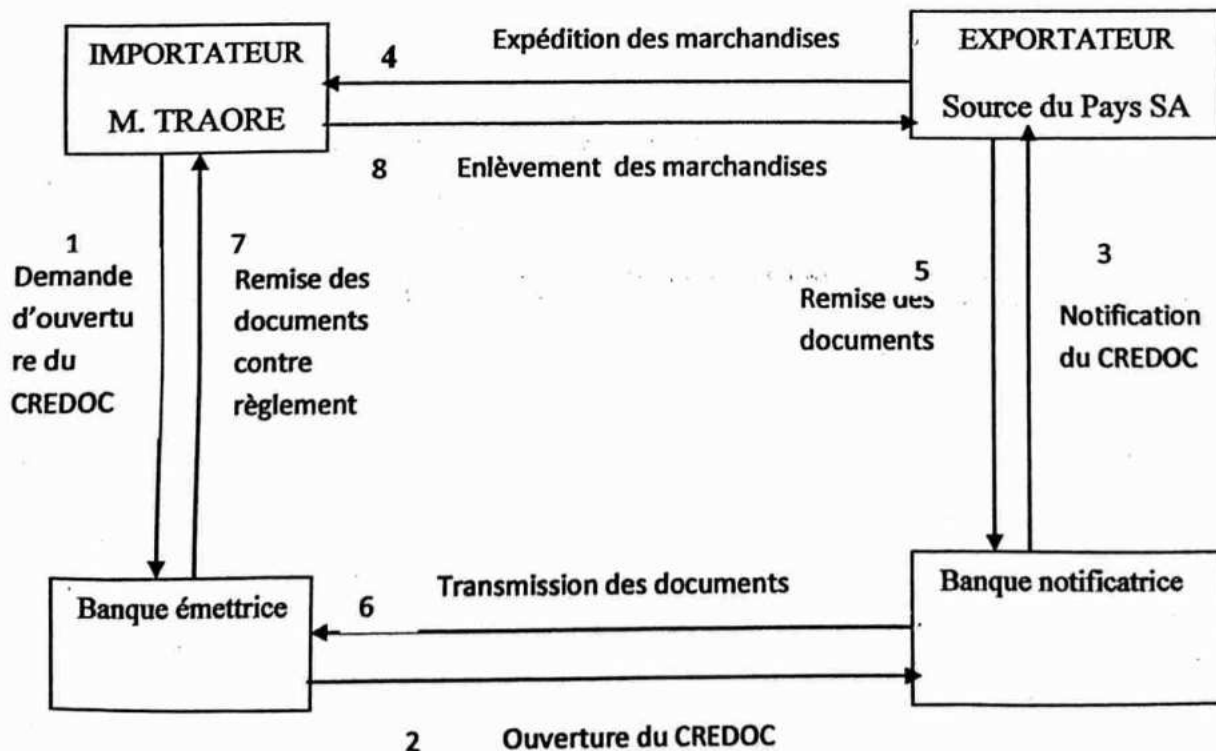 IMPORTATEUR
M. TRAORE
4
Expédition des marchandises
EXPORTATEUR
Source du Pays SA
8
Enlèvement des marchandises
1
Demande
d'ouvertu
re du
CREDOC
7
Remise des
documents
contre
règlement
5
Remise des
documents
3
Notification
du CREDOC
Banque émettrice
6
Transmission des documents
Banque notificatrice
2
Ouverture du CREDOC